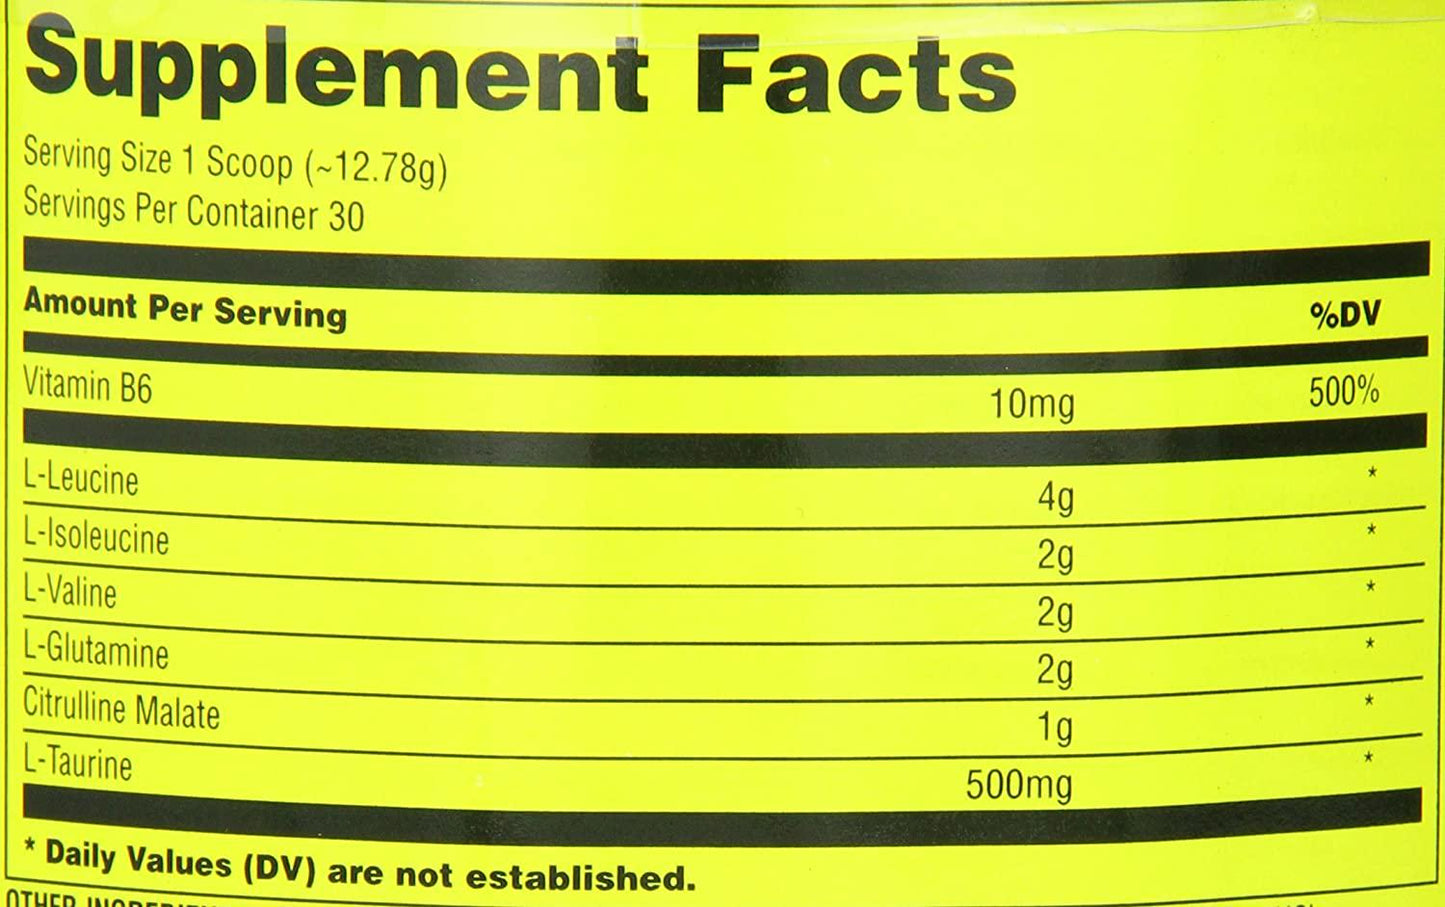 Supplement Facts
Serving Size 1 Scoop (~12.78g)
Servings Per Container 30
Amount Per Serving %DV
Vitamin B6 10mg 500%
L-Leucine 4g *
L-Isoleucine 2g *
L-Valine 2g *
L-Glutamine 2g *
Citrulline Malate 1g *
L-Taurine 500mg *
* Daily Values (DV) are not established.
OTHER